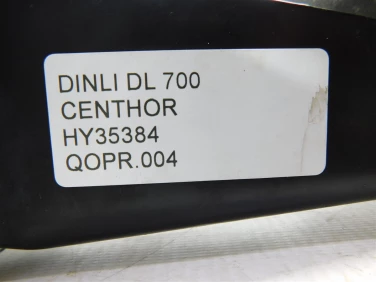 DINLI DL 700
CENTHOR
HY35384
QOPR.004